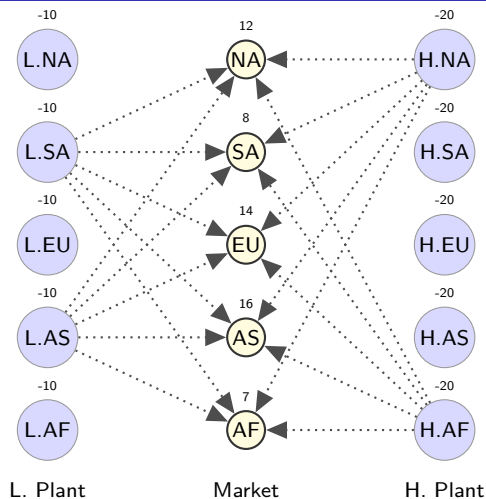 -10 12 -20
L.NA NA H.NA
-10 8 -20
L.SA SA H.SA
-10 14 -20
L.EU EU H.EU
-10 16 -20
L.AS AS H.AS
-10 7 -20
L.AF AF H.AF
L. Plant Market H. Plant